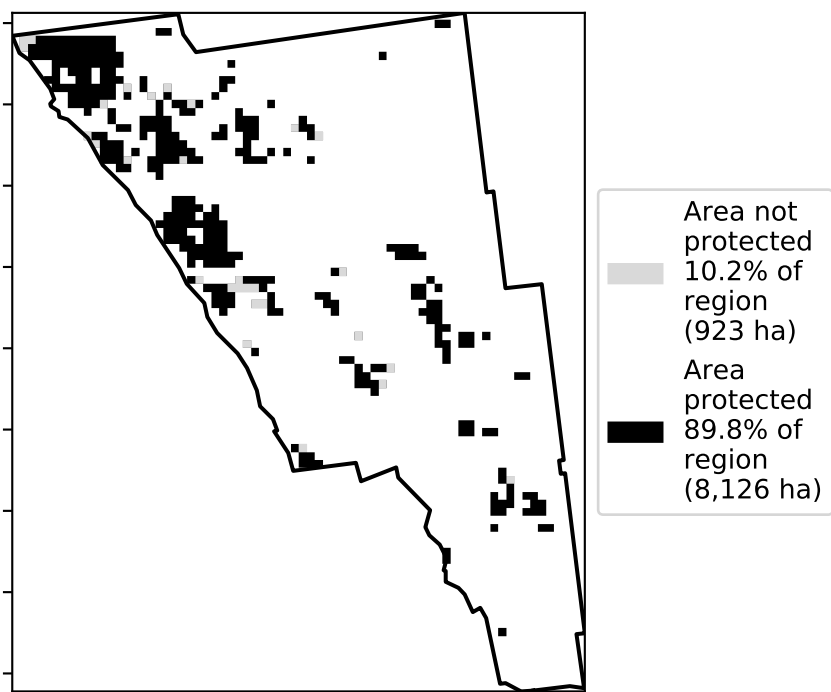 Area not
protected
10.2% of
region
(923 ha)
Area
protected
89.8% of
region
(8,126 ha)